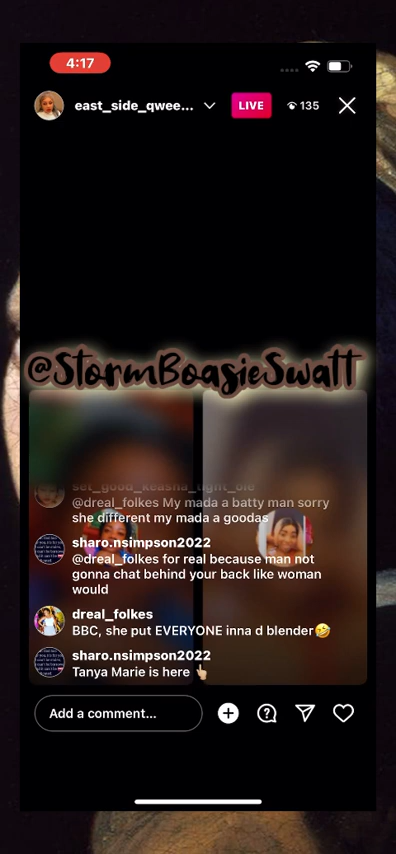 4:17
east_side_qwee...
LIVE
135
@StormBoasieSwatt
set_good_keasha_tight_ble
@dreal_folkes My mada a batty man sorry
she different my mada a goodas
sharo.nsimpson2022
@dreal_folkes for real because man not
gonna chat behind your back like woman
would
dreal_folkes
BBC, she put EVERYONE inna d blender🤣
sharo.nsimpson2022
Tanya Marie is here 👆🏼
Add a comment...